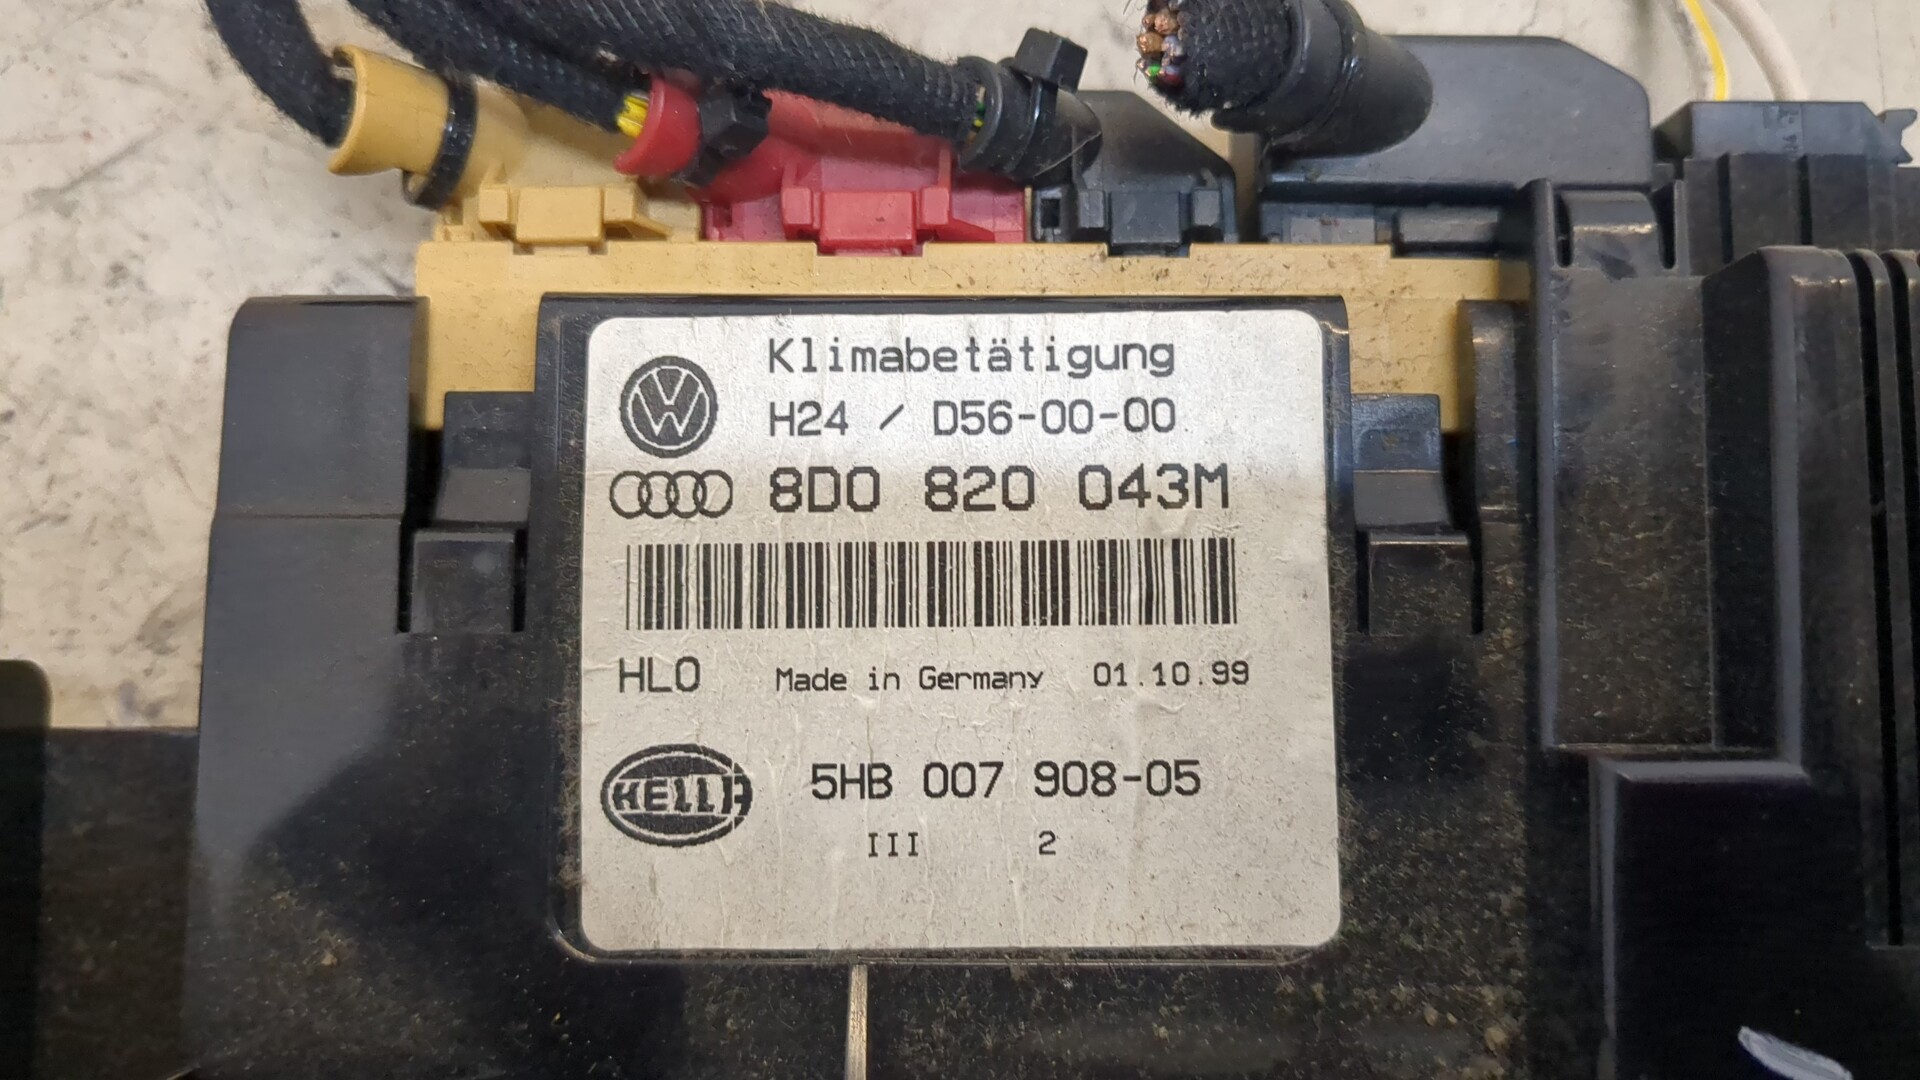 Klimabetätigung
H24 / D56-00-00
8D0 820 043M
HLO Made in Germany 01.10.99
HELLA 5HB 007 908-05
III 2